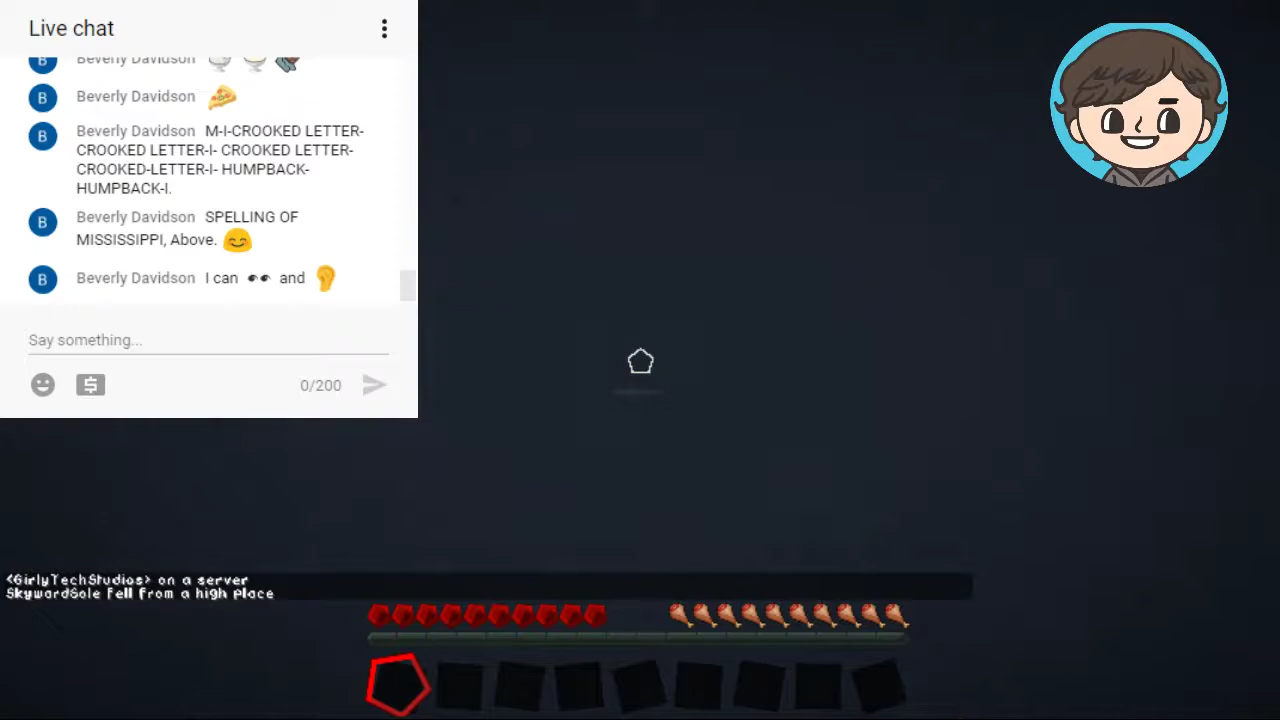 Live chat
Beverly Davidson
B Beverly Davidson
B Beverly Davidson M-I-CROOKED LETTER-
CROOKED LETTER-I- CROOKED LETTER-
CROOKED-LETTER-I- HUMPBACK-
HUMPBACK-I.
B Beverly Davidson SPELLING OF
MISSISSIPPI, Above. 😊
B Beverly Davidson I can 👀 and 👂
Say something...
0/200
<GirlyTechStudios> on a server
SkywardSole fell from a high place